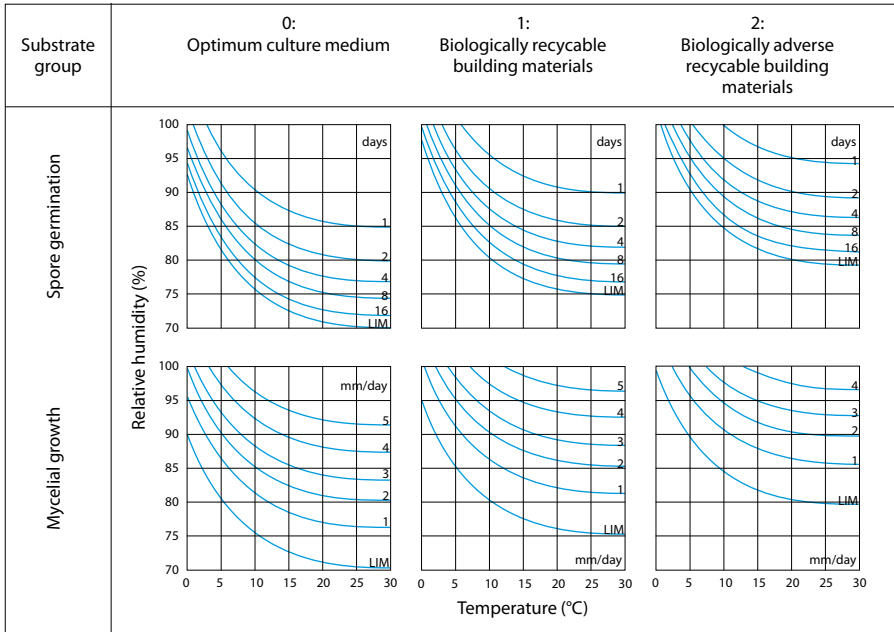 Substrate
group
0:
Optimum culture medium
1:
Biologically recycable
building materials
2:
Biologically adverse
recycable building
materials
Spore germination
Mycelial growth
Relative humidity (%)
100
95
90
85
80
75
70
days
1
2
4
8
16
LIM
days
1
2
4
8
16
LIM
days
1
2
4
8
16
LIM
100
95
90
85
80
75
70
mm/day
5
4
3
2
1
LIM
0 5 10 15 20 25 30
5
4
3
2
1
LIM
mm/day
0 5 10 15 20 25 30
4
3
2
1
LIM
mm/day
0 5 10 15 20 25 30
Temperature (°C)